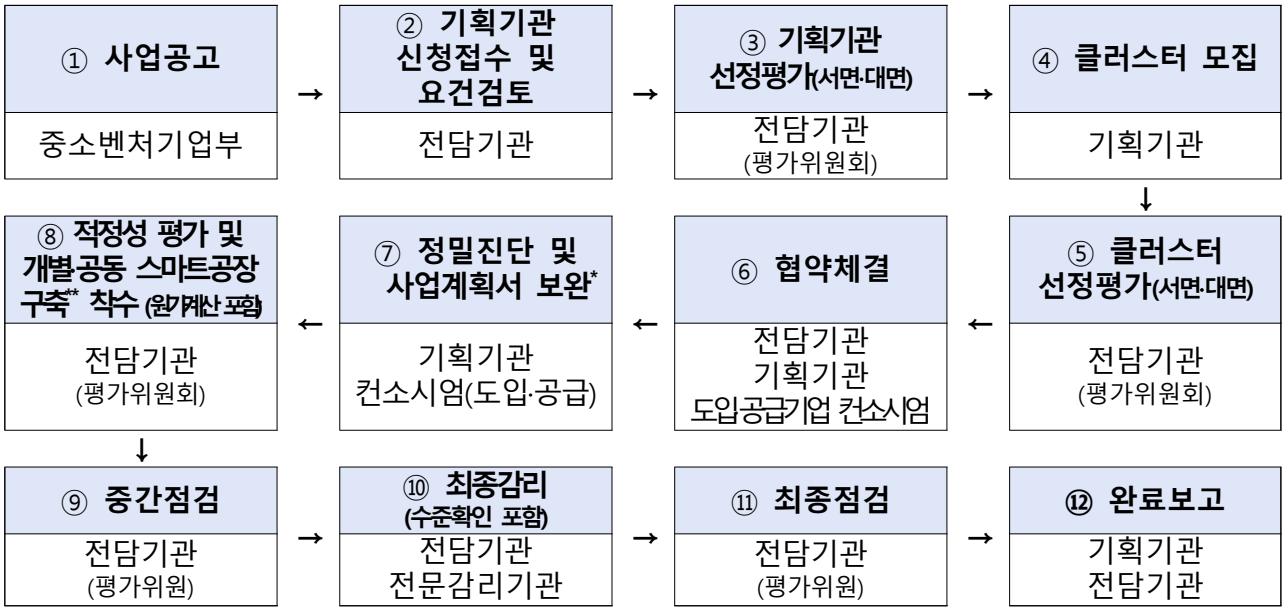 ① 사업공고
중소벤처기업부
→
② 기획기관
신청접수 및
요건검토
전담기관
→
③ 기획기관
선정평가(서면·대면)
전담기관
(평가위원회)
→
④ 클러스터 모집
기획기관
↓
⑤ 클러스터
선정평가(서면·대면)
전담기관
(평가위원회)
←
⑥ 협약체결
전담기관
기획기관
도입·공급기업 컨소시엄
←
⑦ 정밀진단 및
사업계획서 보완*
기획기관
컨소시엄(도입·공급)
←
⑧ 적정성 평가 및
개별·공동 스마트공장
구축** 착수 (원가계산 포함)
전담기관
(평가위원회)
↓
⑨ 중간점검
전담기관
(평가위원)
→
⑩ 최종감리
(수준확인 포함)
전담기관
전문감리기관
→
⑪ 최종점검
전담기관
(평가위원)
→
⑫ 완료보고
기획기관
전담기관